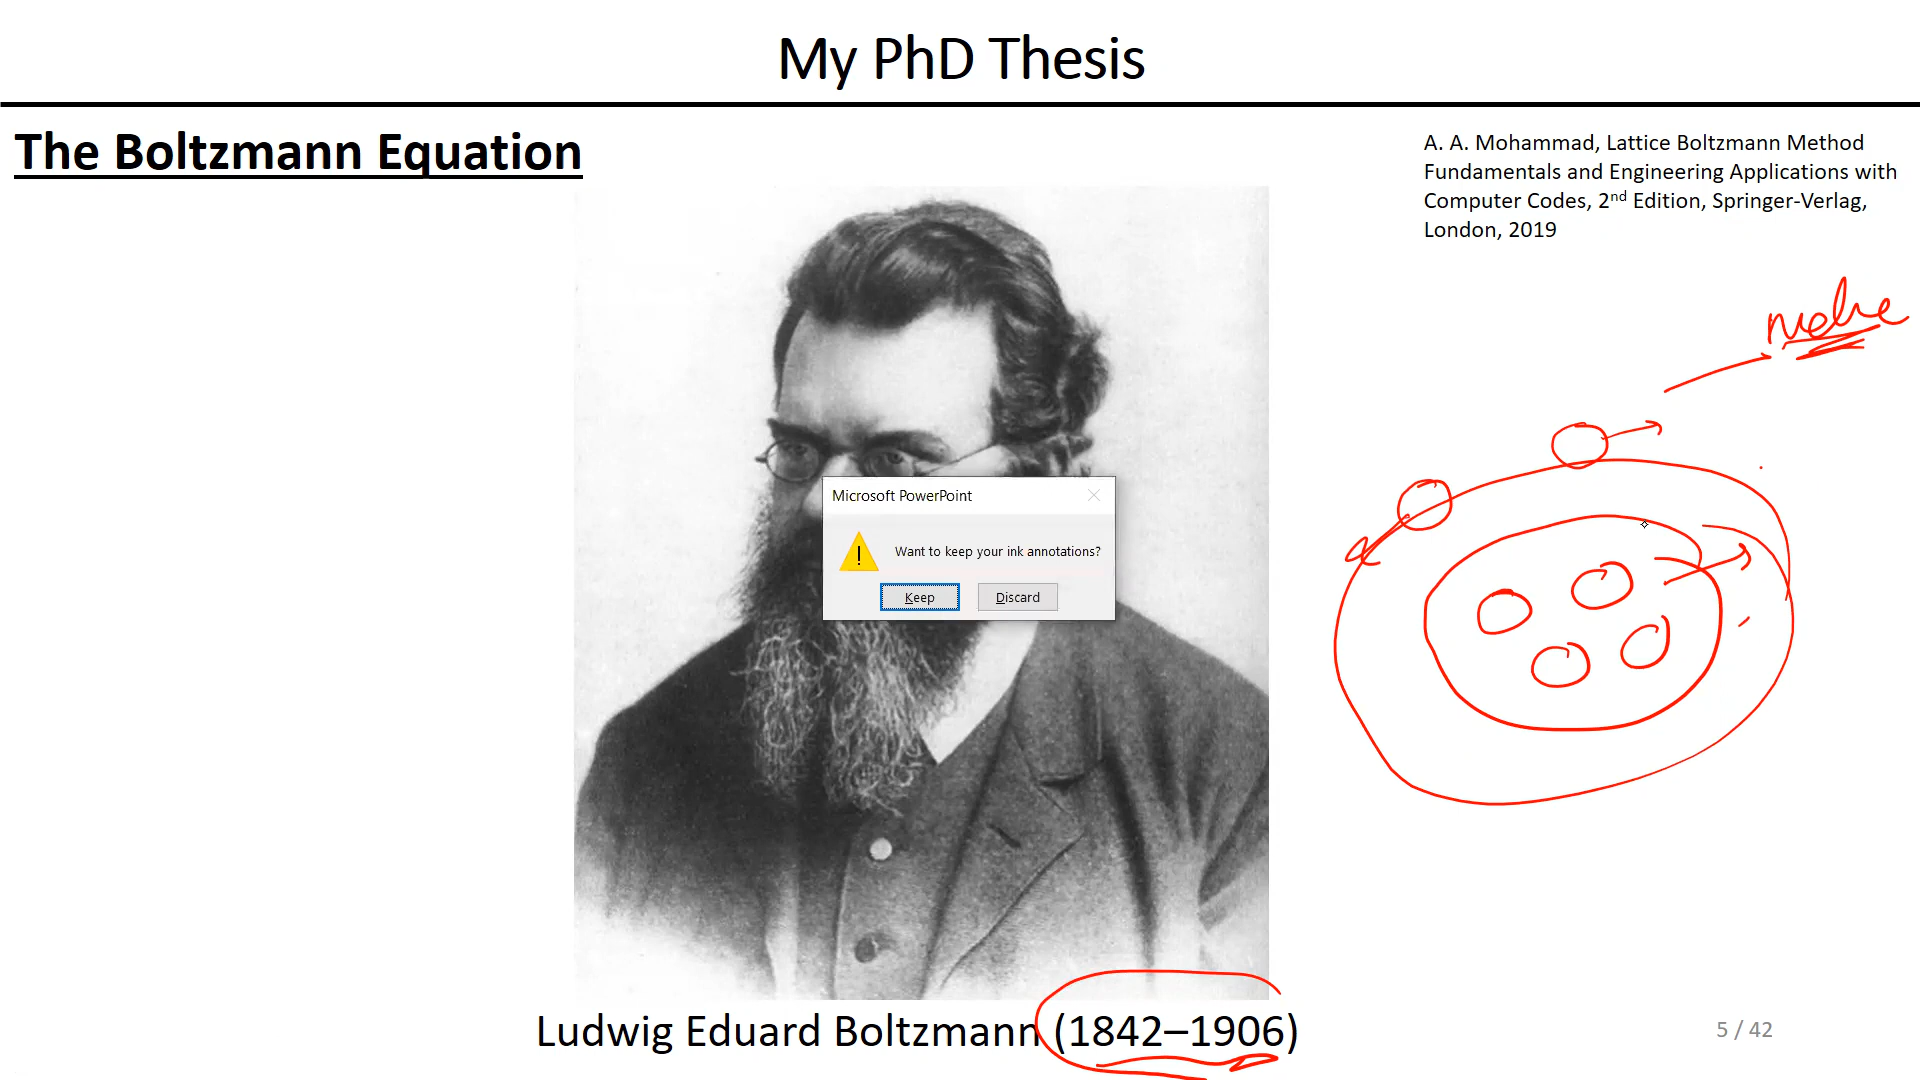 My PhD Thesis
The Boltzmann Equation
A. A. Mohammad, Lattice Boltzmann Method
Fundamentals and Engineering Applications with
Computer Codes, 2nd Edition, Springer-Verlag,
London, 2019
Microsoft PowerPoint
Want to keep your ink annotations?
Keep
Discard
Ludwig Eduard Boltzmann (1842–1906)
5 / 42